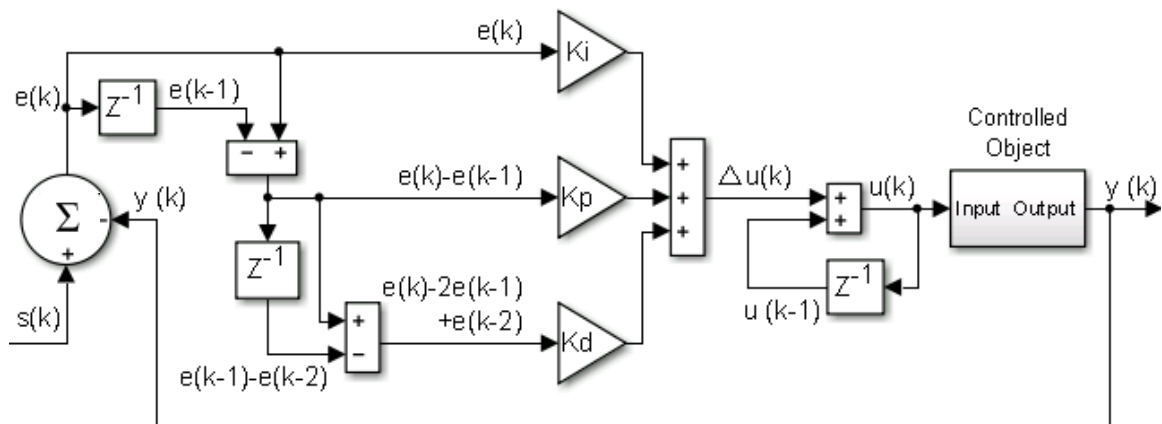 e(k)
Ki
e(k)
Z-1
e(k-1)
- +
Controlled
Object
y (k)
Σ
-
+
e(k)-e(k-1)
Kp
+
+
+
△u(k)
+
+
u(k)
Input Output
y (k)
Z-1
Z-1
u (k-1)
s(k)
e(k)-2e(k-1)
+e(k-2)
+
-
Kd
e(k-1)-e(k-2)